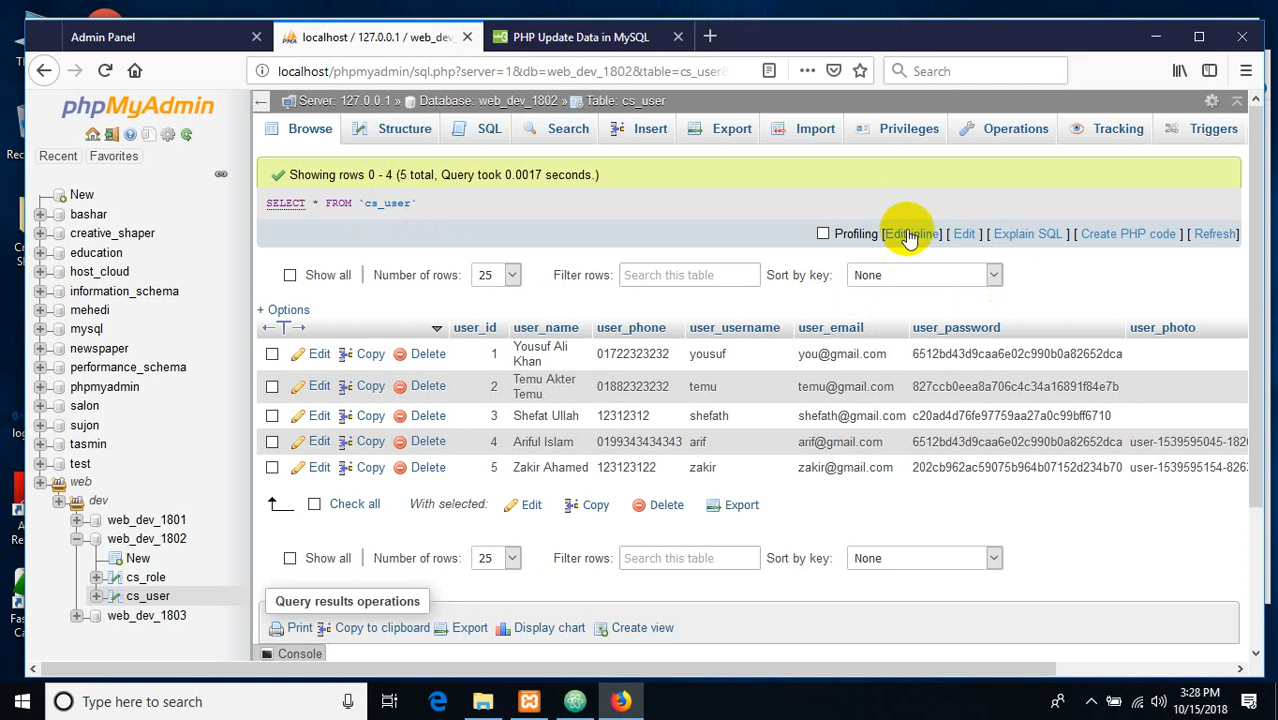 Admin Panel
localhost / 127.0.0.1 / web_dev_
PHP Update Data in MySQL
localhost/phpmyadmin/sql.php?server=1&db=web_dev_1802&table=cs_user&
Search
phpMyAdmin
Recent Favorites
New
bashar
creative_shaper
education
host_cloud
information_schema
mehedi
mysql
newspaper
performance_schema
phpmyadmin
salon
sujon
tasmin
test
web
dev
web_dev_1801
web_dev_1802
New
cs_role
cs_user
web_dev_1803
Server: 127.0.0.1 » Database: web_dev_1802 » Table: cs_user
Browse Structure SQL Search Insert Export Import Privileges Operations Tracking Triggers
Showing rows 0 - 4 (5 total, Query took 0.0017 seconds.)
SELECT * FROM `cs_user`
Profiling [Edit inline] [ Edit ] [ Explain SQL ] [ Create PHP code ] [ Refresh]
Show all Number of rows: 25 Filter rows: Search this table Sort by key: None
+ Options
user_id user_name user_phone user_username user_email user_password user_photo
Edit Copy Delete 1 Yousuf Ali Khan 01722323232 yousuf you@gmail.com 6512bd43d9caa6e02c990b0a82652dca
Edit Copy Delete 2 Temu Akter Temu 01882323232 temu temu@gmail.com 827ccb0eea8a706c4c34a16891f84e7b
Edit Copy Delete 3 Shefat Ullah 12312312 shefath shefath@gmail.com c20ad4d76fe97759aa27a0c99bff6710
Edit Copy Delete 4 Ariful Islam 0199343434343 arif arif@gmail.com 6512bd43d9caa6e02c990b0a82652dca user-1539595045-182
Edit Copy Delete 5 Zakir Ahamed 123123122 zakir zakir@gmail.com 202cb962ac59075b964b07152d234b70 user-1539595154-826
Check all With selected: Edit Copy Delete Export
Show all Number of rows: 25 Filter rows: Search this table Sort by key: None
Query results operations
Print Copy to clipboard Export Display chart Create view
Console
Type here to search
3:28 PM
10/15/2018